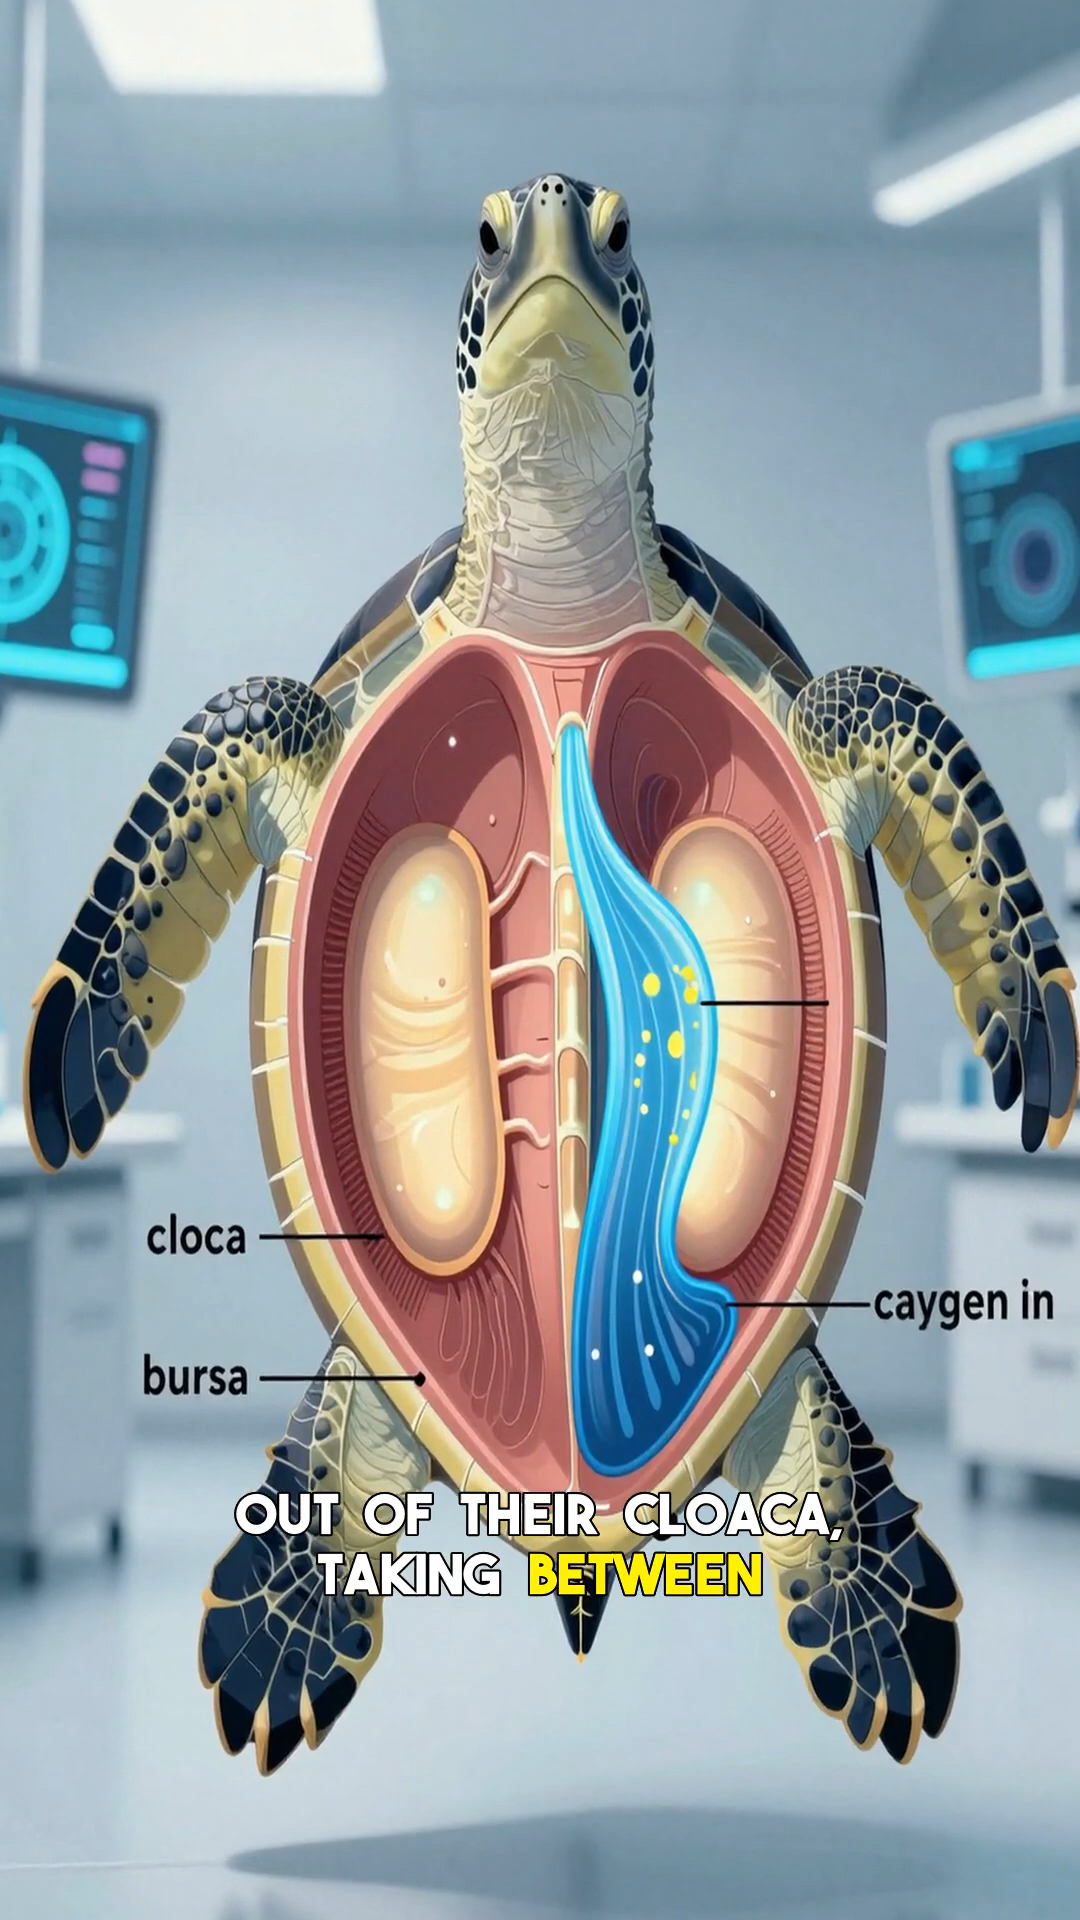 cloca
caygen in
bursa
OUT OF THEIR CLOACA,
TAKING BETWEEN